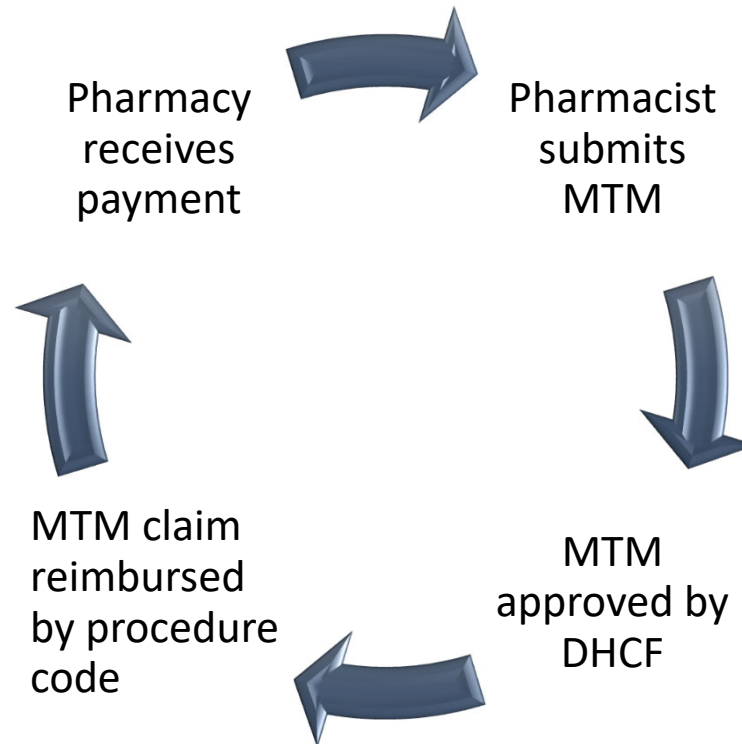 Pharmacy
receives
payment
Pharmacist
submits
MTM
MTM
approved by
DHCF
MTM claim
reimbursed
by procedure
code